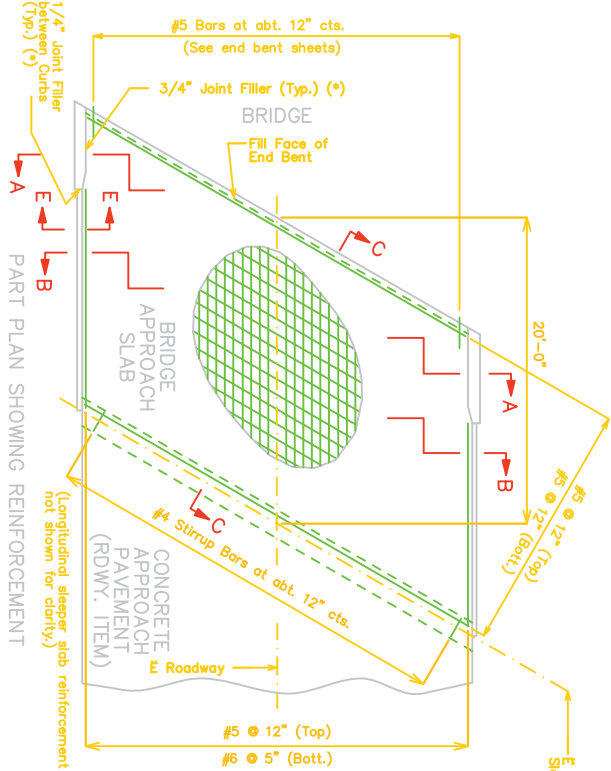 #5 Bars at abt. 12" cts.
(See end bent sheets)
1/4" Joint Filler
between Curbs
(Typ.) (*)
3/4" Joint Filler (Typ.) (*)
BRIDGE
Fill Face of
End Bent
A
E
E
B
C
20'-0"
A
B
BRIDGE
APPROACH
SLAB
#5 @ 12" (Top)
#5 @ 12" (Bott.)
C
#4 Stirrup Bars at abt. 12" cts.
CONCRETE
APPROACH
PAVEMENT
(RDWY. ITEM)
(Longitudinal sleeper slab reinforcement
not shown for clarity.)
PART PLAN SHOWING REINFORCEMENT
E Roadway
#5 @ 12" (Top)
#6 @ 5" (Bott.)
E